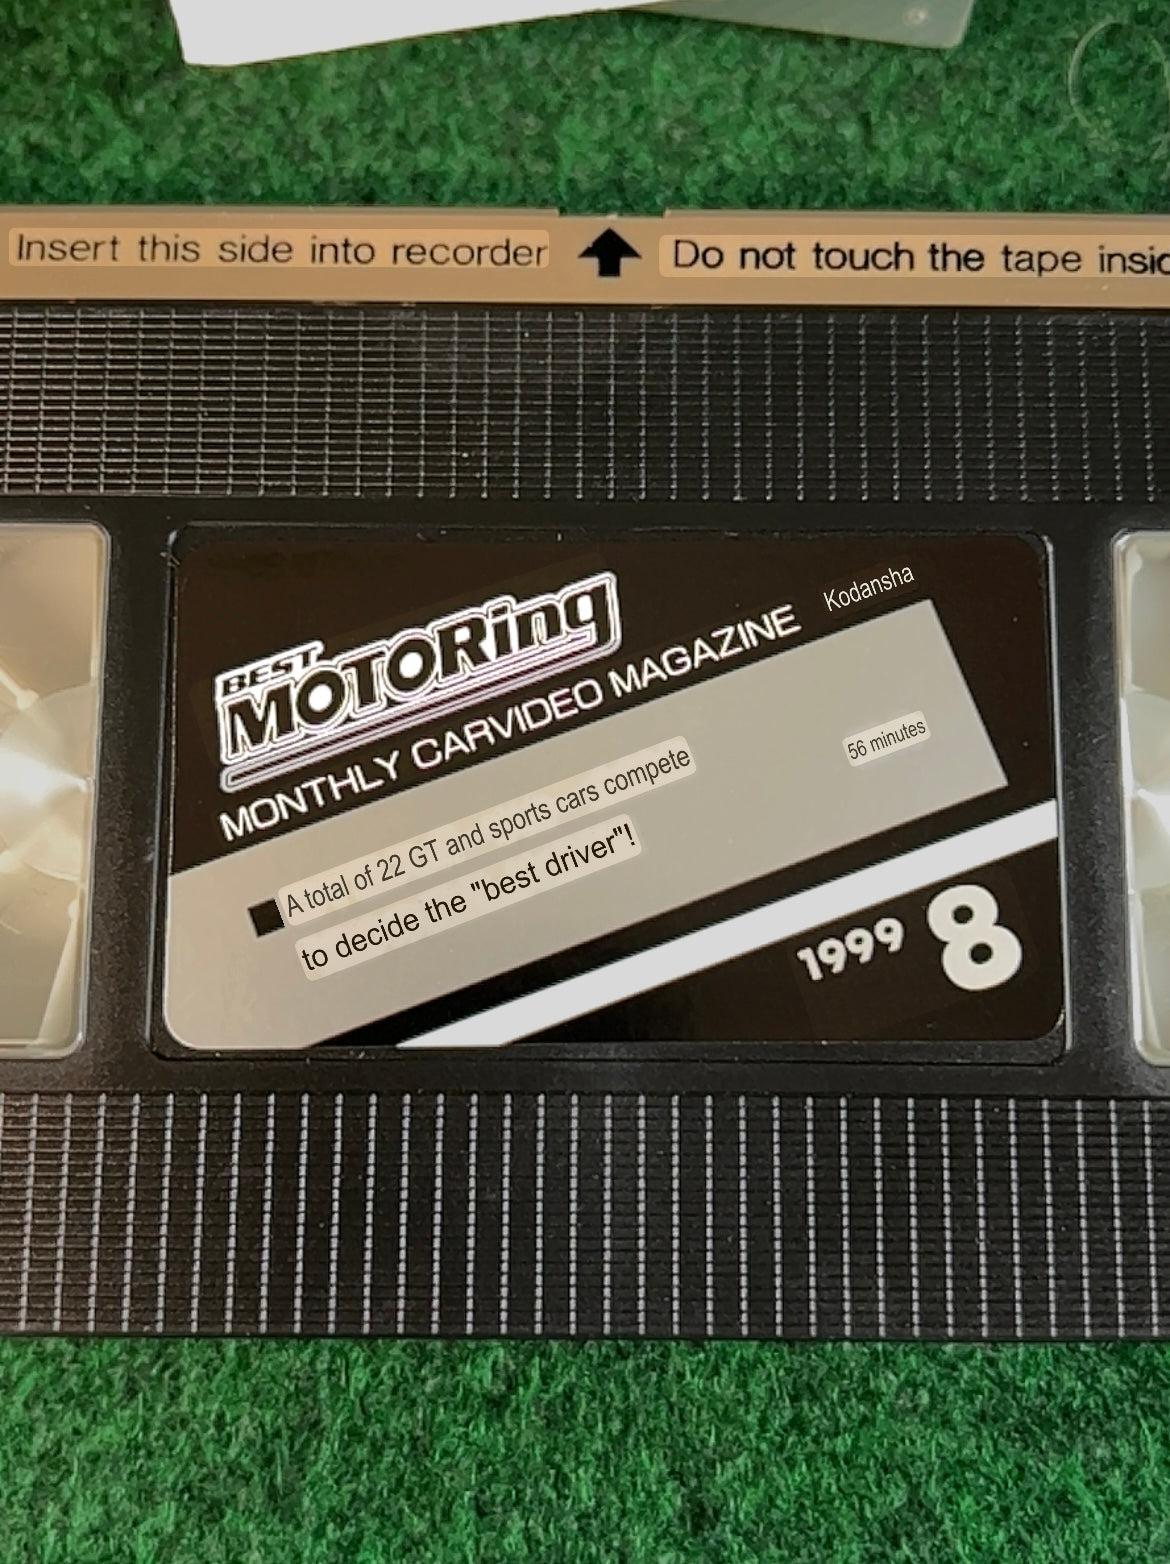 Insert this side into recorder
Do not touch the tape
BEST
MOTORing
MONTHLY CARVIDEO MAGAZINE
Kodansha
56 minutes
A total of 22 GT and sports cars compete
to decide the "best driver"!
1999 8